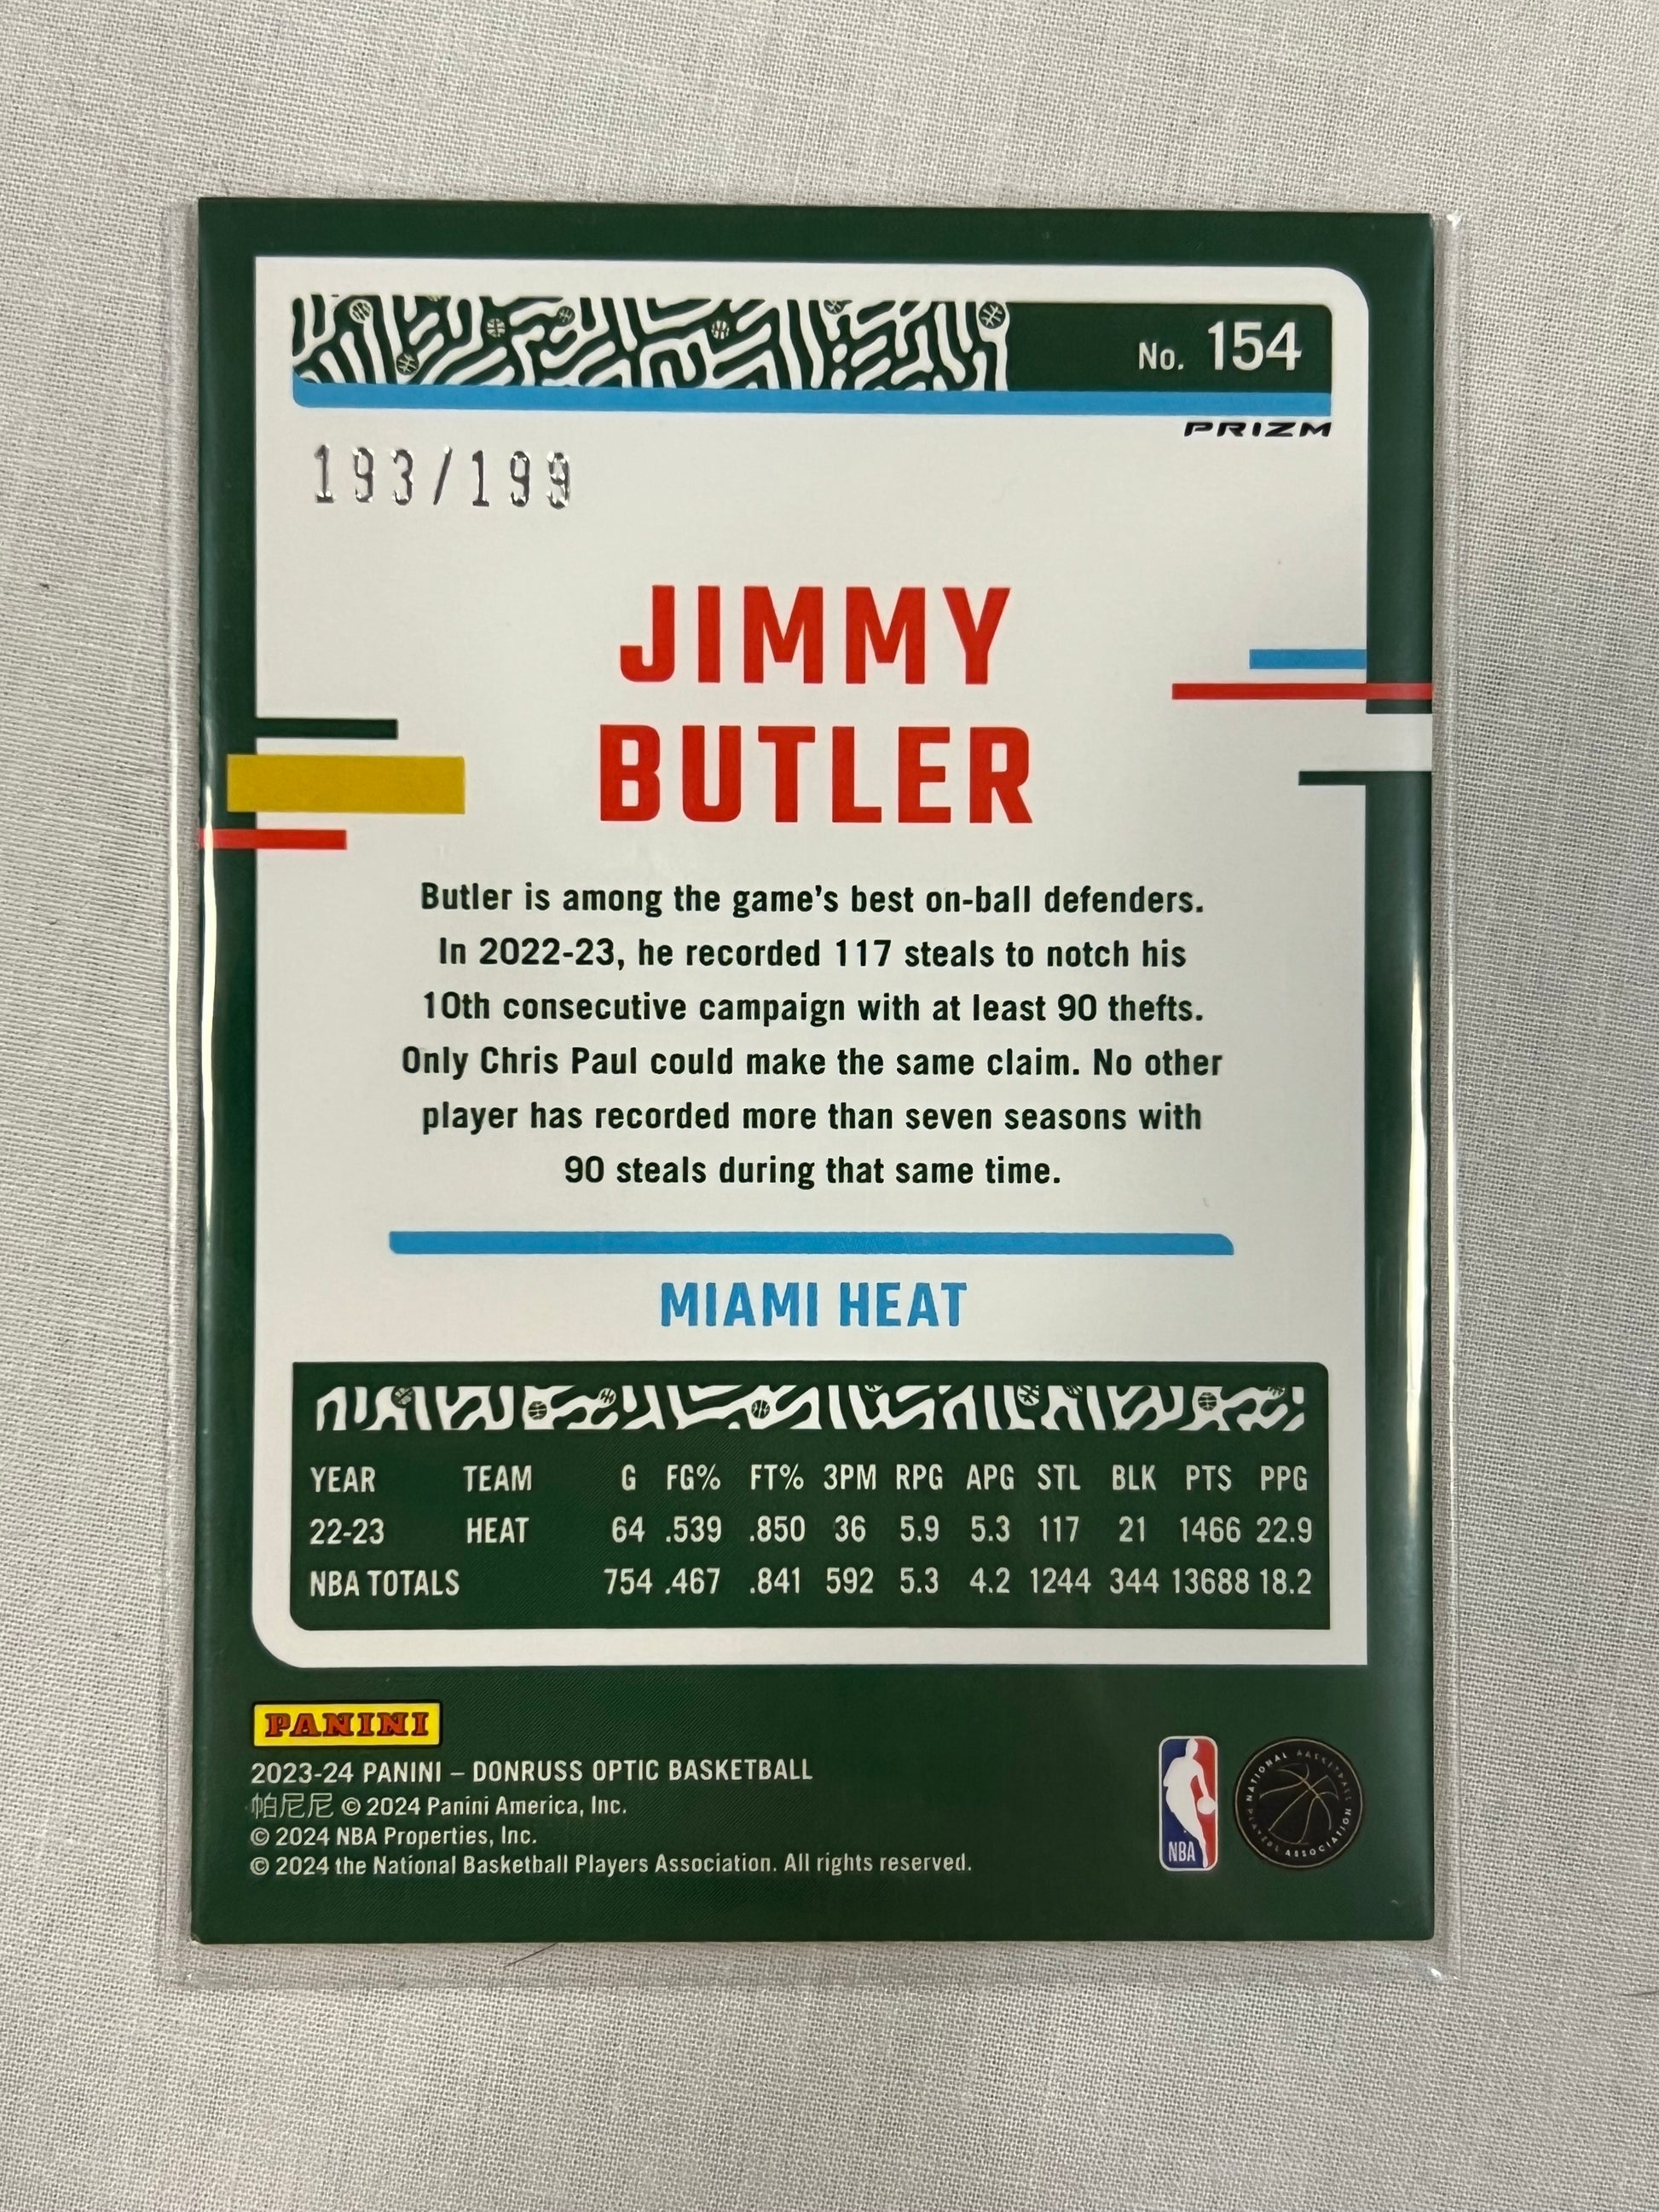 No. 154
PRIZM
193/199
JIMMY
BUTLER
Butler is among the game's best on-ball defenders.
In 2022-23, he recorded 117 steals to notch his
10th consecutive campaign with at least 90 thefts.
Only Chris Paul could make the same claim. No other
player has recorded more than seven seasons with
90 steals during that same time.
MIAMI HEAT
YEAR TEAM G FG% FT% 3PM RPG APG STL BLK PTS PPG
22-23 HEAT 64 .539 .850 36 5.9 5.3 117 21 1466 22.9
NBA TOTALS 754 .467 .841 592 5.3 4.2 1244 344 13688 18.2
PANINI
2023-24 PANINI – DONRUSS OPTIC BASKETBALL
帕尼尼 © 2024 Panini America, Inc.
© 2024 NBA Properties, Inc.
© 2024 the National Basketball Players Association. All rights reserved.
NBA
NATIONAL BASKETBALL PLAYERS ASSOCIATION